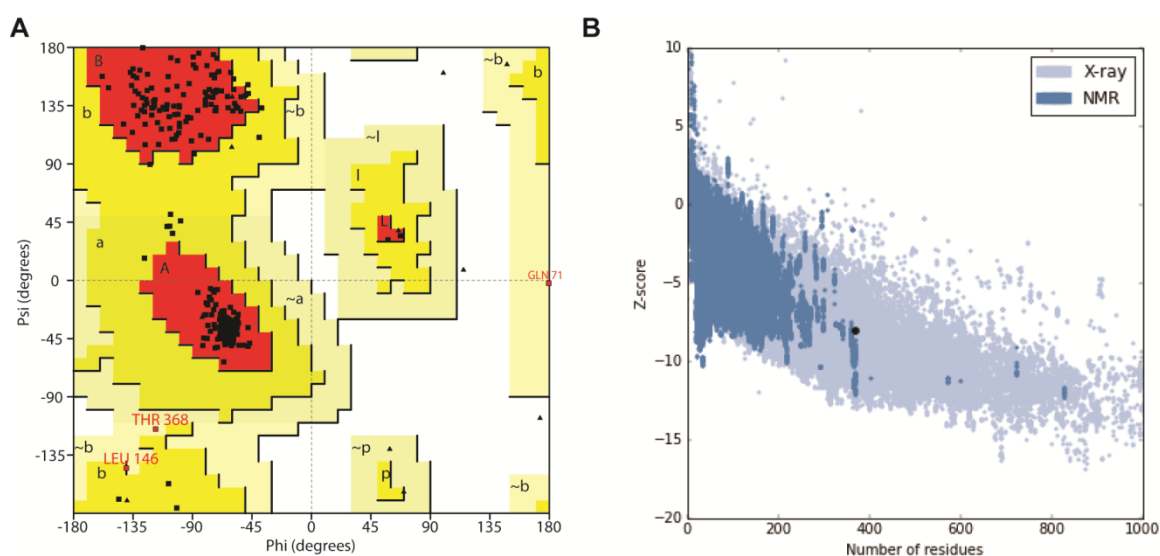 A
B
180
135
90
45
0
-45
-90
-135
-180
-135
-90
-45
0
45
90
135
180
Psi (degrees)
Phi (degrees)
B
b
~b
~b
b
~l
l
L
a
A
~a
GLN 71
THR 368
LEU 146
~b
b
~p
p
~b
10
5
0
−5
−10
−15
−20
0
200
400
600
800
1000
Z-score
Number of residues
X-ray
NMR